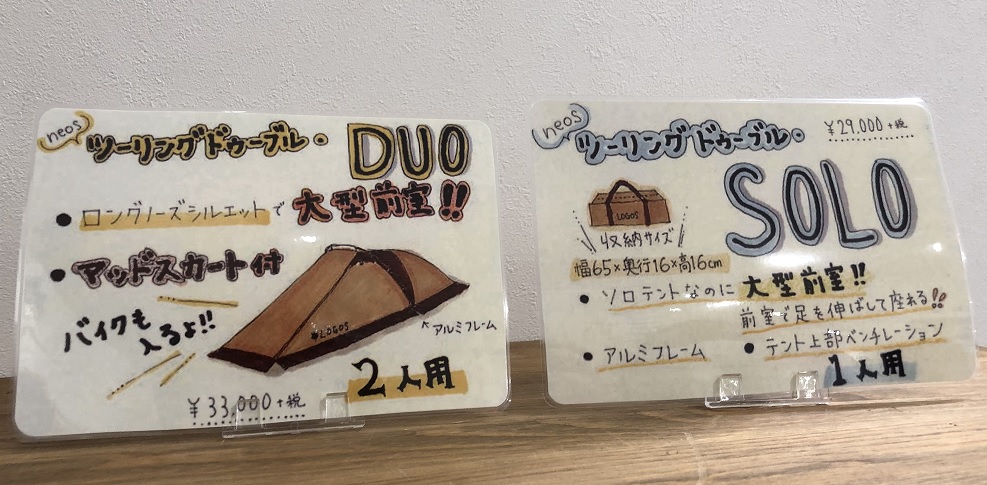 neos
ツーリングドゥーブル・DUO
● ロングノーズシルエットで 大型前室!!
● マッドスカート付
バイクも
入るよ!!
LOGOS
アルミフレーム
2人用
¥33,000+税
neos
ツーリングドゥーブル・
¥29,000+税
SOLO
LOGOS
収納サイズ
幅65×奥行16×高16cm
● ソロテントなのに 大型前室!!
前室で足を伸ばして座れる!!
● アルミフレーム ● テント上部ベンチレーション
1人用